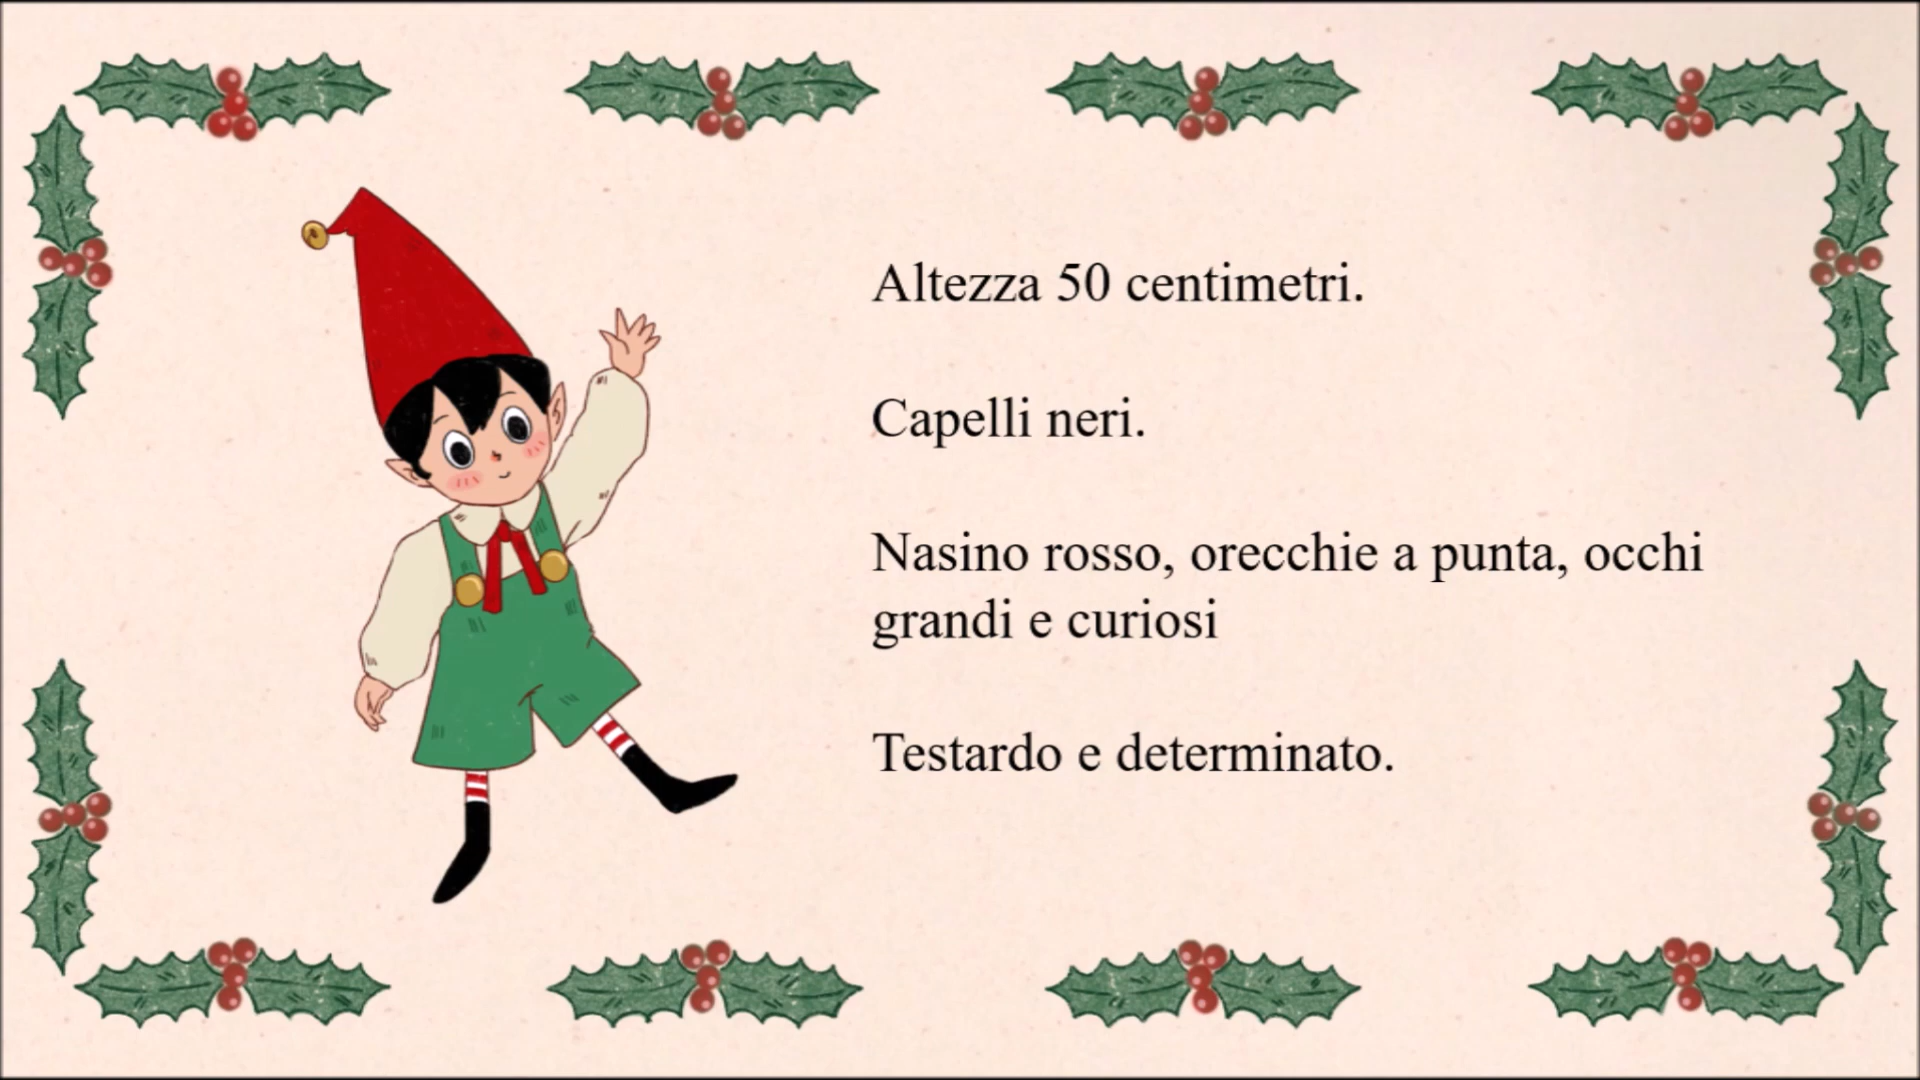 Altezza 50 centimetri.
Capelli neri.
Nasino rosso, orecchie a punta, occhi
grandi e curiosi
Testardo e determinato.